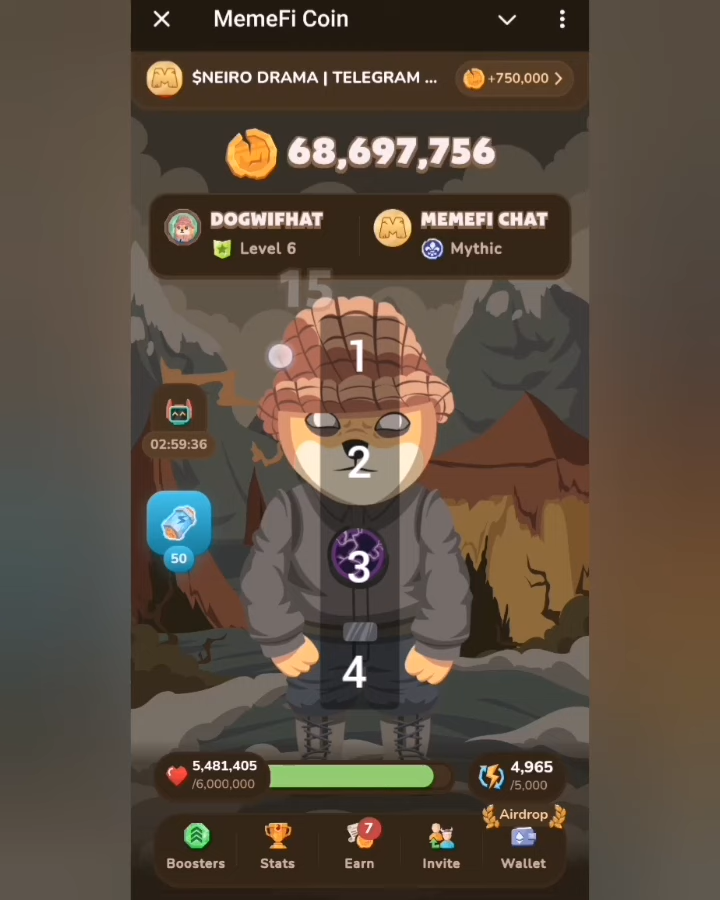 MemeFi Coin
$NEIRO DRAMA | TELEGRAM ...
+750,000
68,697,756
DOGWIFHAT
Level 6
MEMEFI CHAT
Mythic
15
1
02:59:36
2
50
3
4
5,481,405
/6,000,000
4,965
/5,000
Airdrop
7
Boosters
Stats
Earn
Invite
Wallet